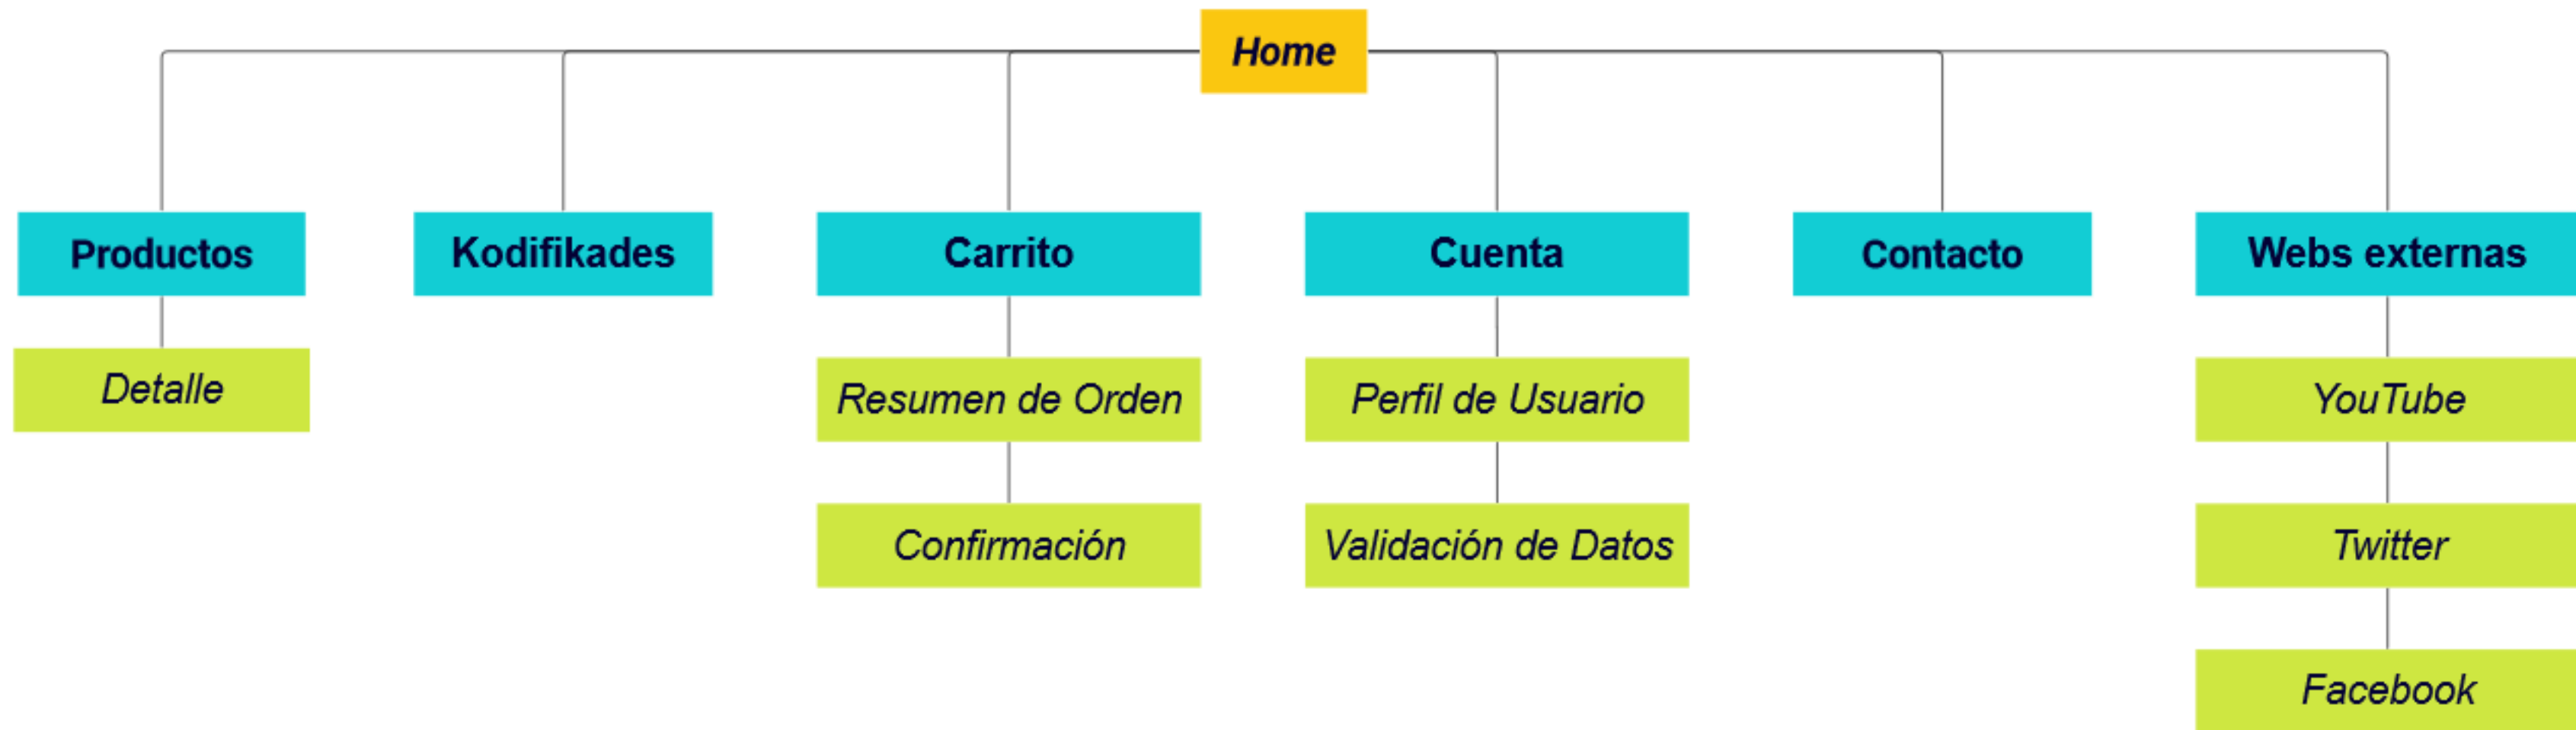 Home
Productos
Kodifikades
Carrito
Cuenta
Contacto
Webs externas
Detalle
Resumen de Orden
Perfil de Usuario
YouTube
Confirmación
Validación de Datos
Twitter
Facebook